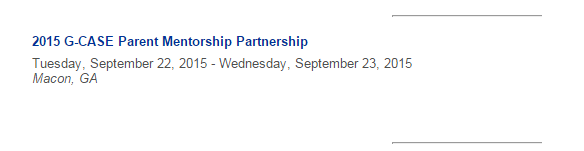 2015 G-CASE Parent Mentorship Partnership
Tuesday, September 22, 2015 - Wednesday, September 23, 2015
Macon, GA